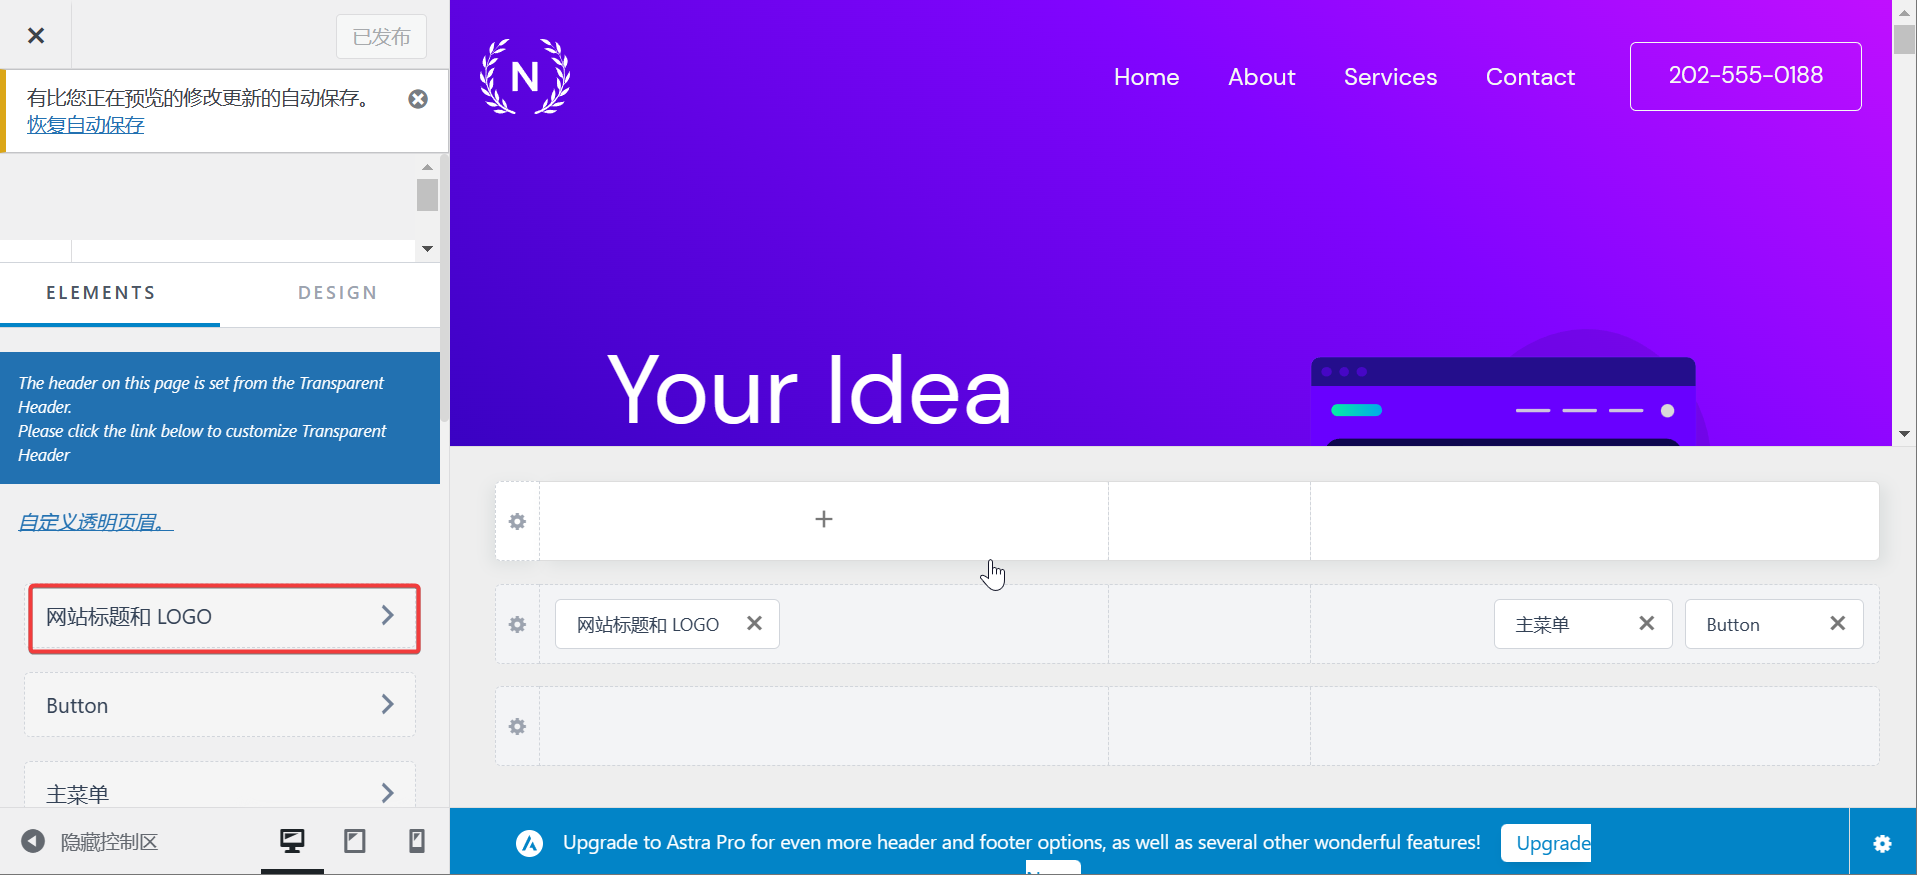 已发布
有比您正在预览的修改更新的自动保存。
恢复自动保存
ELEMENTS
DESIGN
The header on this page is set from the Transparent
Header.
Please click the link below to customize Transparent
Header
自定义透明页眉。
网站标题和 LOGO
Button
主菜单
隐藏控制区
N
Home
About
Services
Contact
202-555-0188
Your Idea
网站标题和 LOGO
主菜单
Button
Upgrade to Astra Pro for even more header and footer options, as well as several other wonderful features!
Upgrade